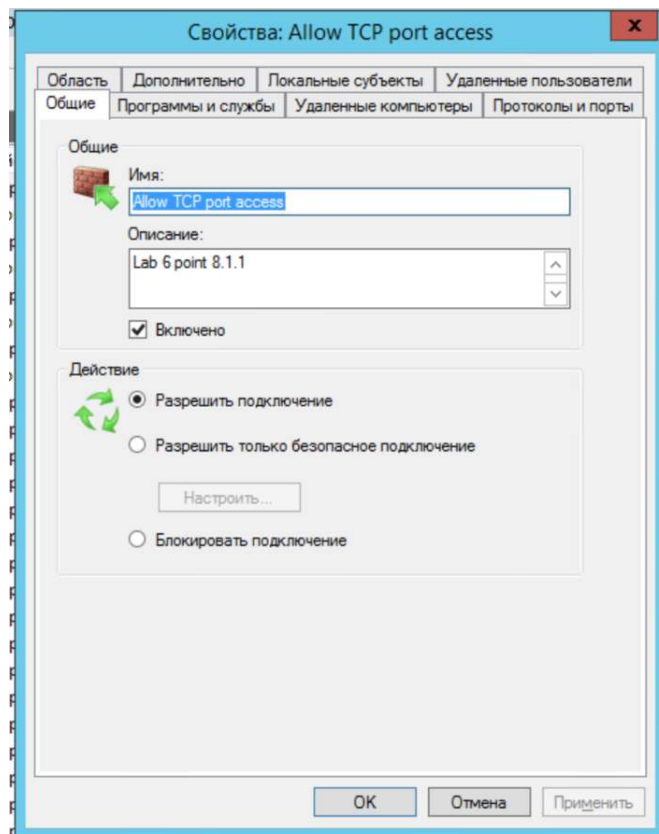 Свойства: Allow TCP port access
x
Область Дополнительно Локальные субъекты Удаленные пользователи
Общие Программы и службы Удаленные компьютеры Протоколы и порты
Общие
Имя:
Allow TCP port access
Описание:
Lab 6 point 8.1.1
Включено
Действие
Разрешить подключение
Разрешить только безопасное подключение
Настроить...
Блокировать подключение
OK Отмена Применить